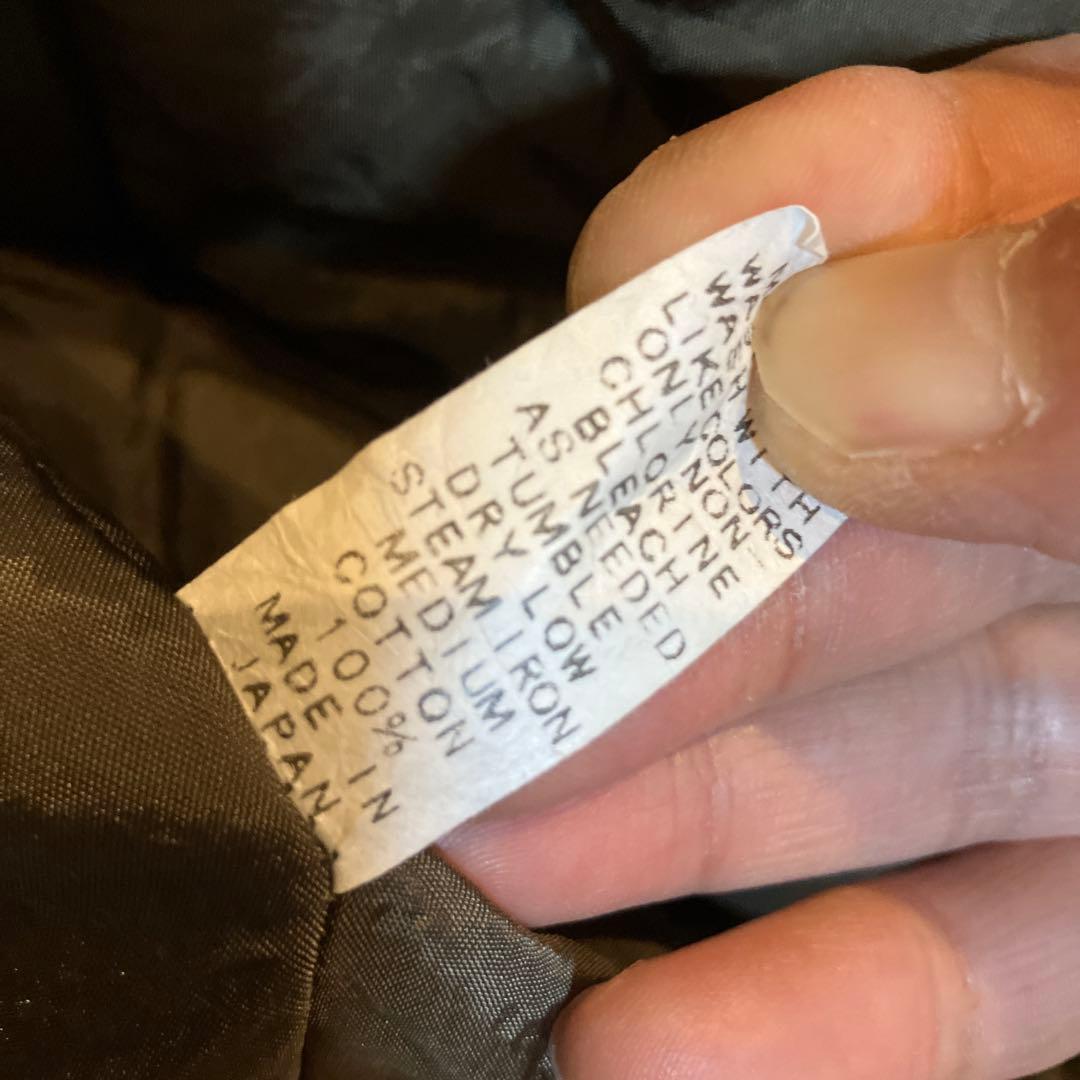 WASH WITH
LIKE COLORS
ONLY NON
CHLORINE
BLEACH
AS NEEDED
TUMBLE
DRY LOW
STEAM IRON
MEDIUM
COTTON
100%
MADE IN
JAPAN